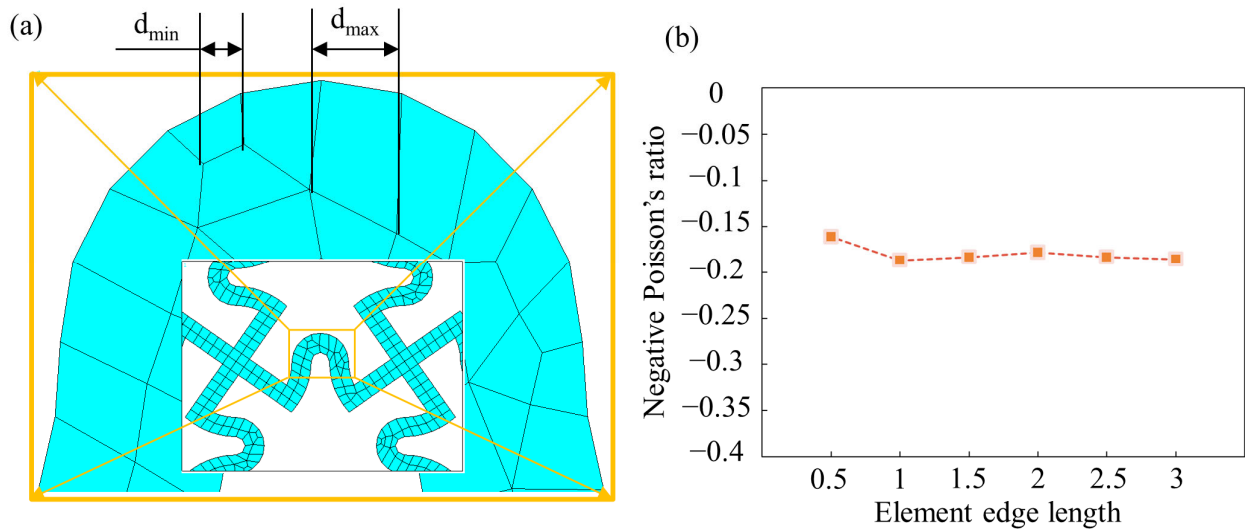 (a)
dmin
dmax
(b)
Negative Poisson's ratio
0
−0.05
−0.1
−0.15
−0.2
−0.25
−0.3
−0.35
−0.4
0.5 1 1.5 2 2.5 3
Element edge length